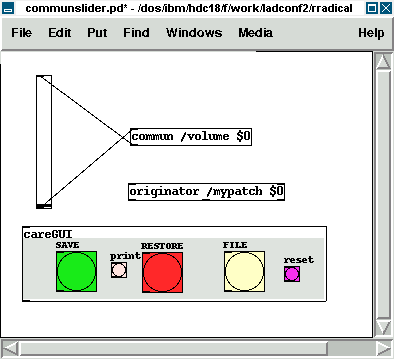 communslider.pd* - /dos/ibm/hdc18/f/work/ladconf2/rradical
File Edit Put Find Windows Media Help
commun /volume $0
originator /mypatch $0
careGUI
SAVE print RESTORE FILE reset